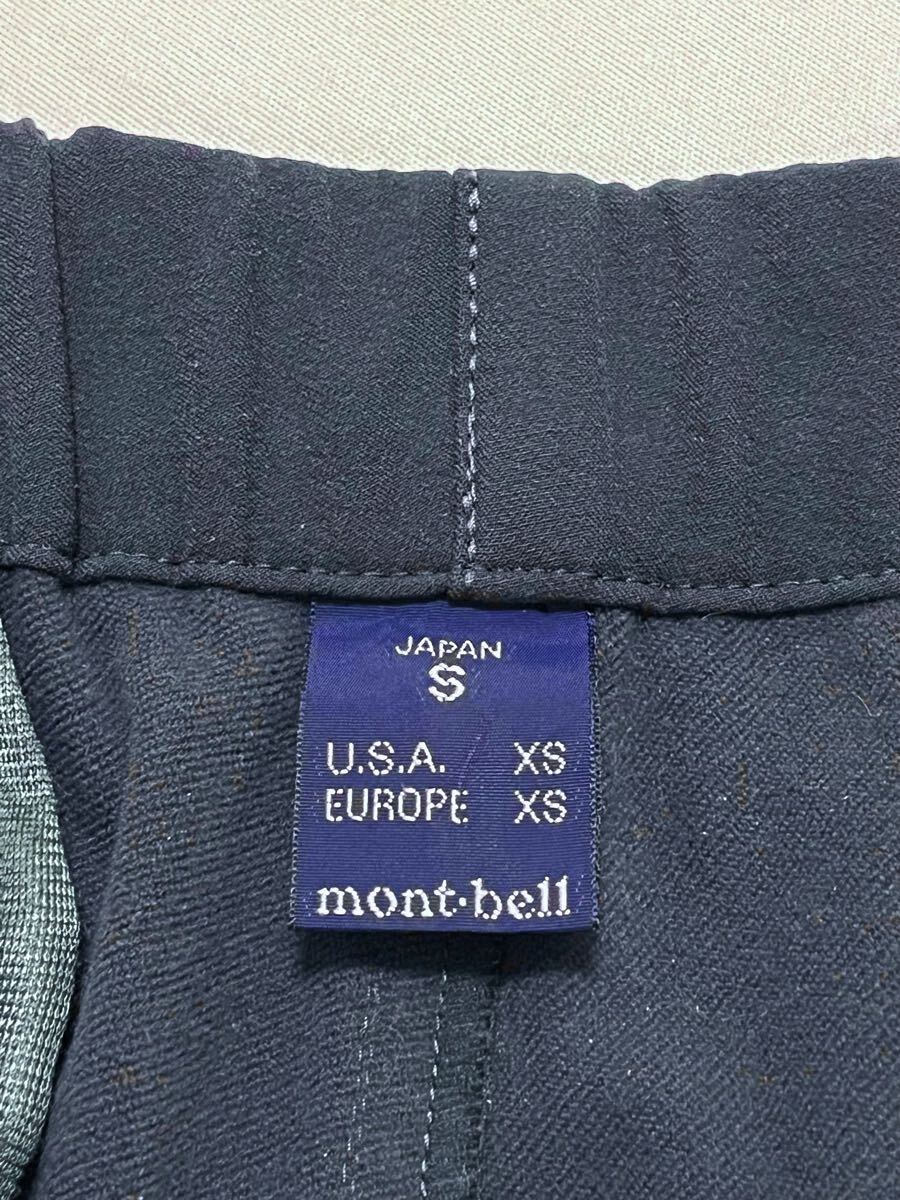 JAPAN
S
U.S.A. XS
EUROPE XS
mont·bell